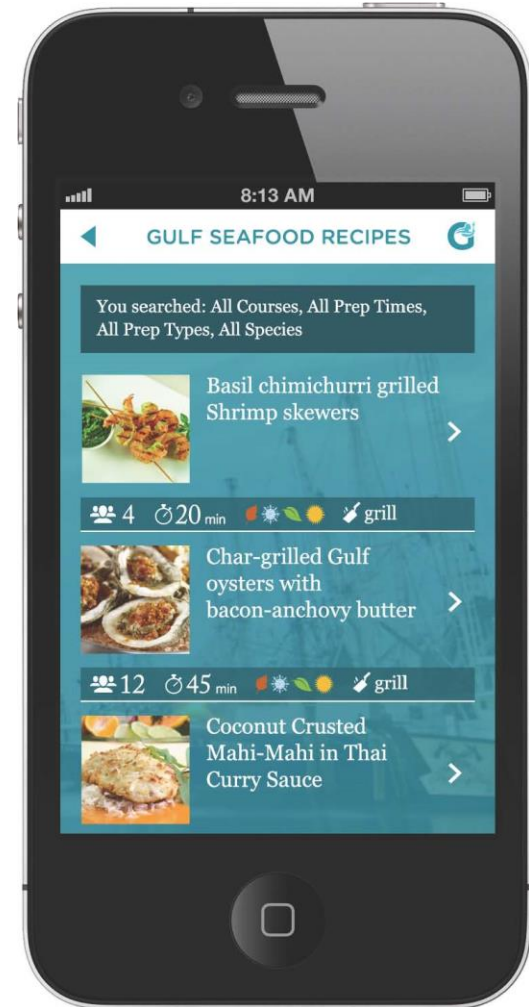 8:13 AM
GULF SEAFOOD RECIPES
G
You searched: All Courses, All Prep Times,
All Prep Types, All Species
Basil chimichurri grilled
Shrimp skewers
4 20 min grill
Char-grilled Gulf
oysters with
bacon-anchovy butter
12 45 min grill
Coconut Crusted
Mahi-Mahi in Thai
Curry Sauce